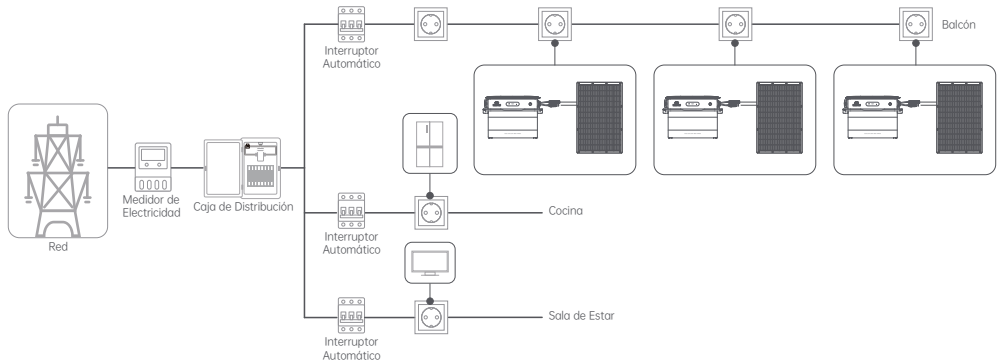 Interruptor
Automático
Balcón
Medidor de
Electricidad
Caja de Distribución
Red
Interruptor
Automático
Cocina
Interruptor
Automático
Sala de Estar